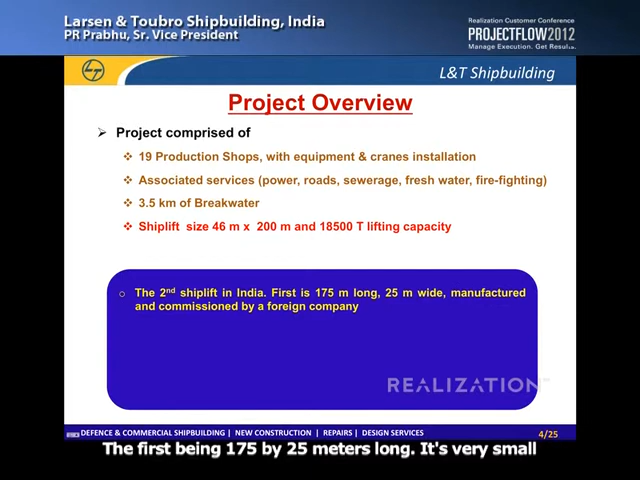 Larsen & Toubro Shipbuilding, India
PR Prabhu, Sr. Vice President
Realization Customer Conference
PROJECTFLOW2012
Manage Execution. Get Results.
L&T Shipbuilding
Project Overview
➢ Project comprised of
❖ 19 Production Shops, with equipment & cranes installation
❖ Associated services (power, roads, sewerage, fresh water, fire-fighting)
❖ 3.5 km of Breakwater
❖ Shiplift size 46 m x 200 m and 18500 T lifting capacity
o The 2nd shiplift in India. First is 175 m long, 25 m wide, manufactured
and commissioned by a foreign company
REALIZATION
DEFENCE & COMMERCIAL SHIPBUILDING | NEW CONSTRUCTION | REPAIRS | DESIGN SERVICES
4/25
The first being 175 by 25 meters long. It's very small